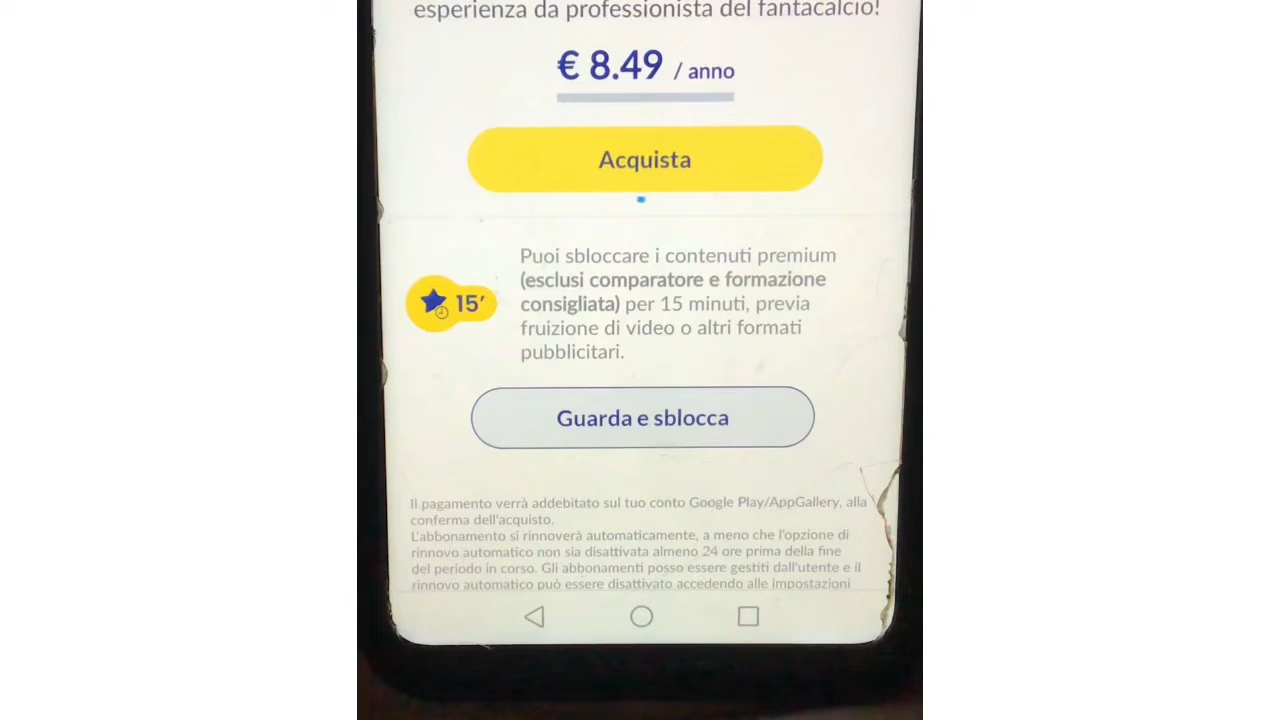 esperienza da professionista del fantacalcio!
€ 8.49 / anno
Acquista
Puoi sbloccare i contenuti premium
(esclusi comparatore e formazione
consigliata) per 15 minuti, previa
fruizione di video o altri formati
pubblicitari.
15’
Guarda e sblocca
Il pagamento verrà addebitato sul tuo conto Google Play/AppGallery, alla
conferma dell'acquisto.
L'abbonamento si rinnoverà automaticamente, a meno che l'opzione di
rinnovo automatico non sia disattivata almeno 24 ore prima della fine
del periodo in corso. Gli abbonamenti posso essere gestiti dall'utente e il
rinnovo automatico può essere disattivato accedendo alle Impostazioni